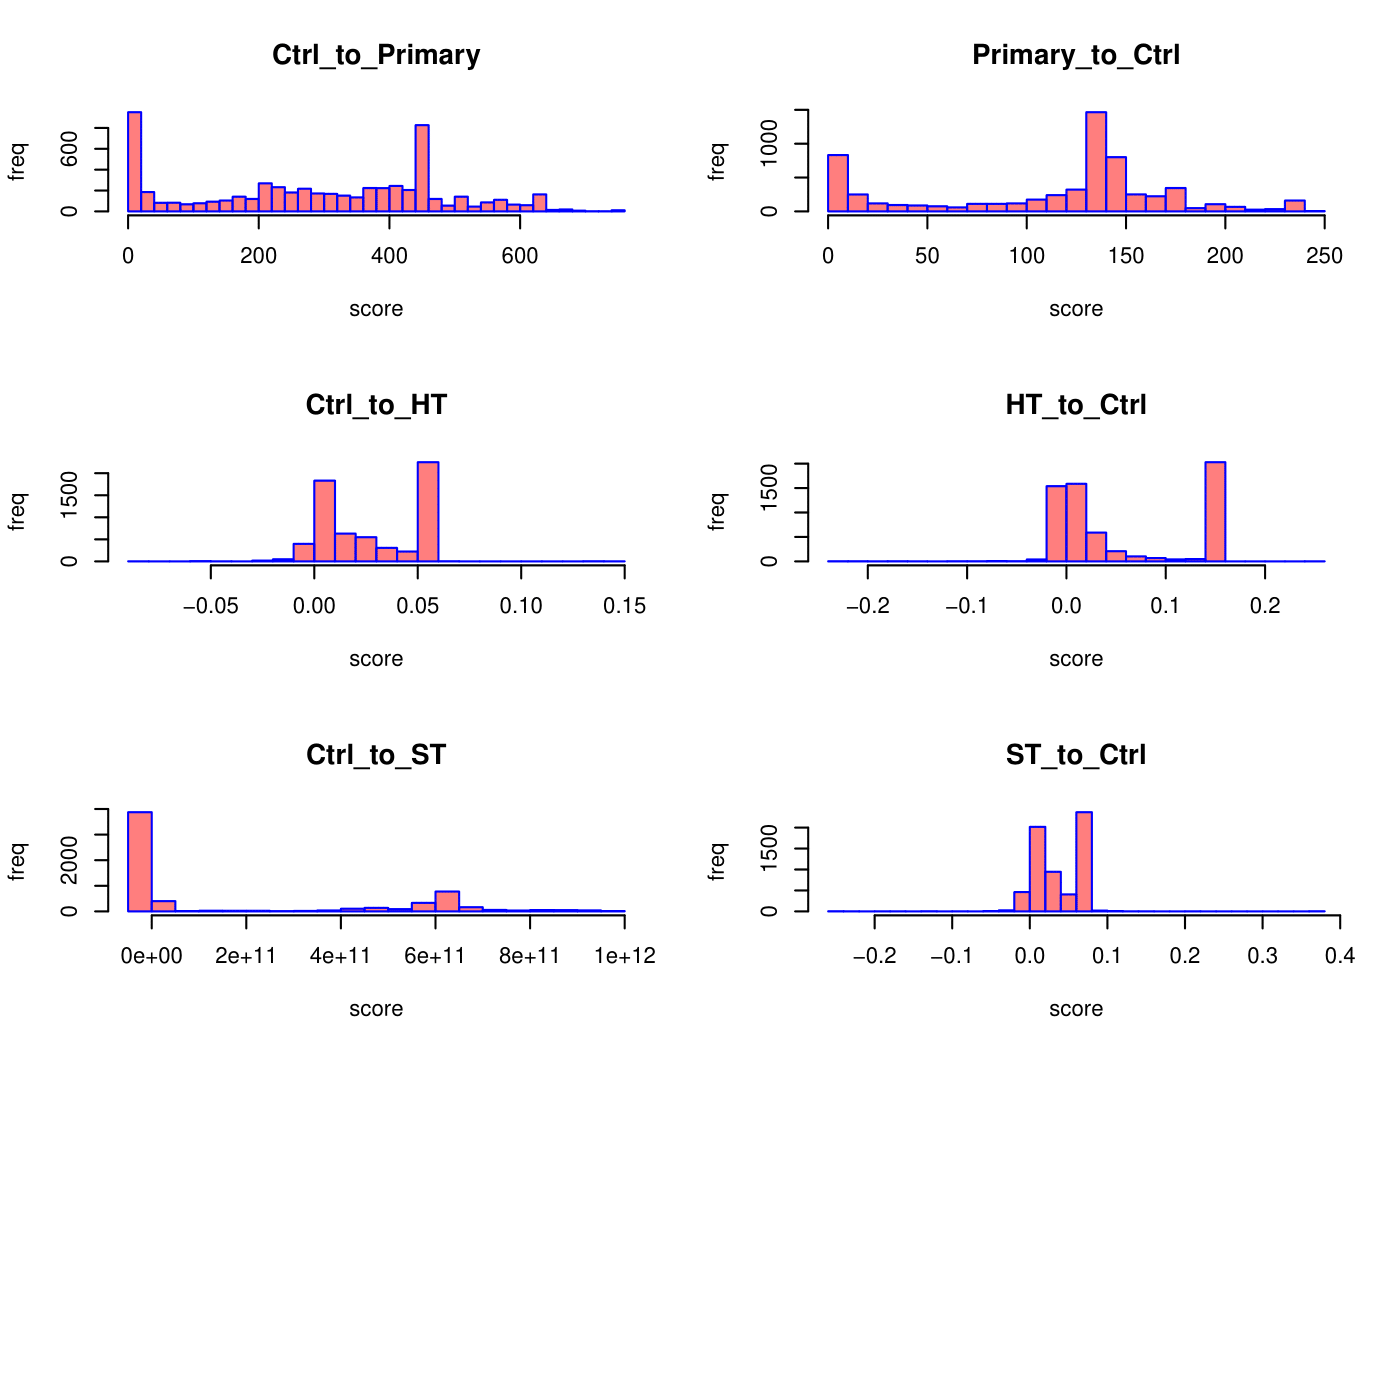 Ctrl_to_Primary
freq
0 600
0 200 400 600
score
Primary_to_Ctrl
freq
0 1000
0 50 100 150 200 250
score
Ctrl_to_HT
freq
0 1500
−0.05 0.00 0.05 0.10 0.15
score
HT_to_Ctrl
freq
0 1500
−0.2 −0.1 0.0 0.1 0.2
score
Ctrl_to_ST
freq
0 2000
0e+00 2e+11 4e+11 6e+11 8e+11 1e+12
score
ST_to_Ctrl
freq
0 1500
−0.2 −0.1 0.0 0.1 0.2 0.3 0.4
score